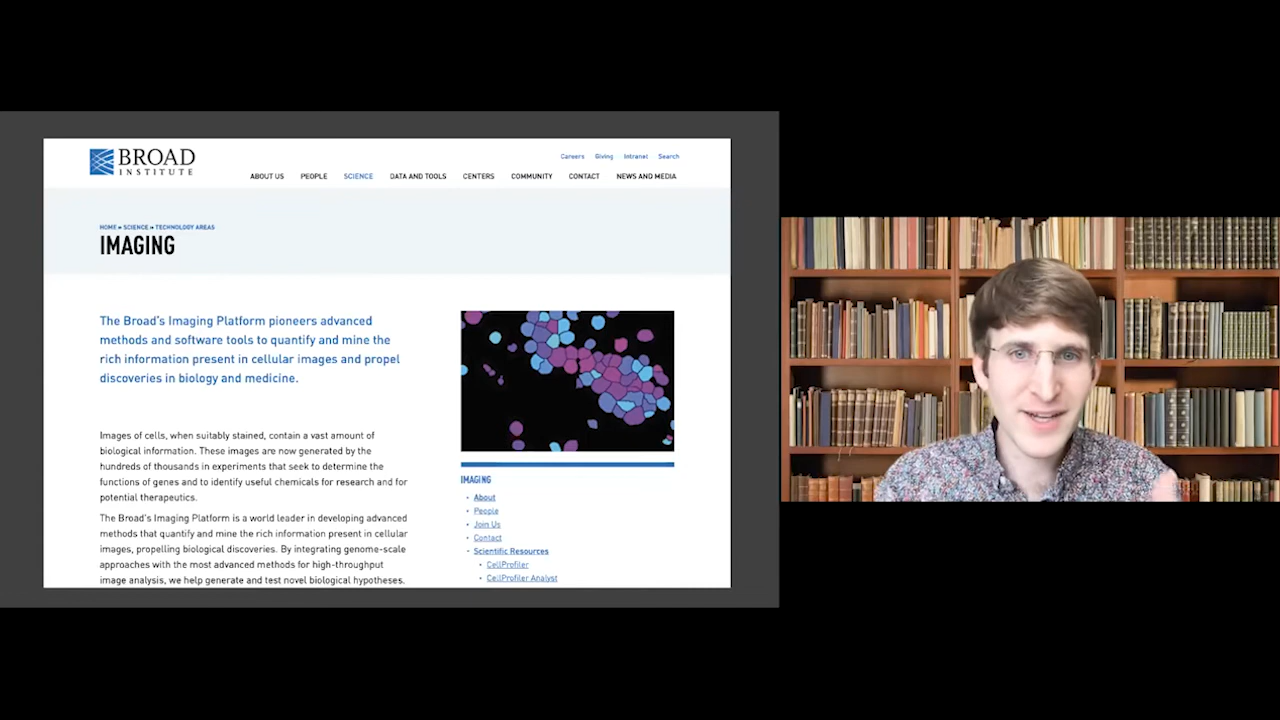 BROAD
INSTITUTE
Careers Giving Intranet Search
ABOUT US PEOPLE SCIENCE DATA AND TOOLS CENTERS COMMUNITY CONTACT NEWS AND MEDIA
HOME » SCIENCE » TECHNOLOGY AREAS
IMAGING
The Broad's Imaging Platform pioneers advanced
methods and software tools to quantify and mine the
rich information present in cellular images and propel
discoveries in biology and medicine.
Images of cells, when suitably stained, contain a vast amount of
biological information. These images are now generated by the
hundreds of thousands in experiments that seek to determine the
functions of genes and to identify useful chemicals for research and for
potential therapeutics.
The Broad's Imaging Platform is a world leader in developing advanced
methods that quantify and mine the rich information present in cellular
images, propelling biological discoveries. By integrating genome-scale
approaches with the most advanced methods for high-throughput
image analysis, we help generate and test novel biological hypotheses.
IMAGING
About
People
Join Us
Contact
Scientific Resources
CellProfiler
CellProfiler Analyst